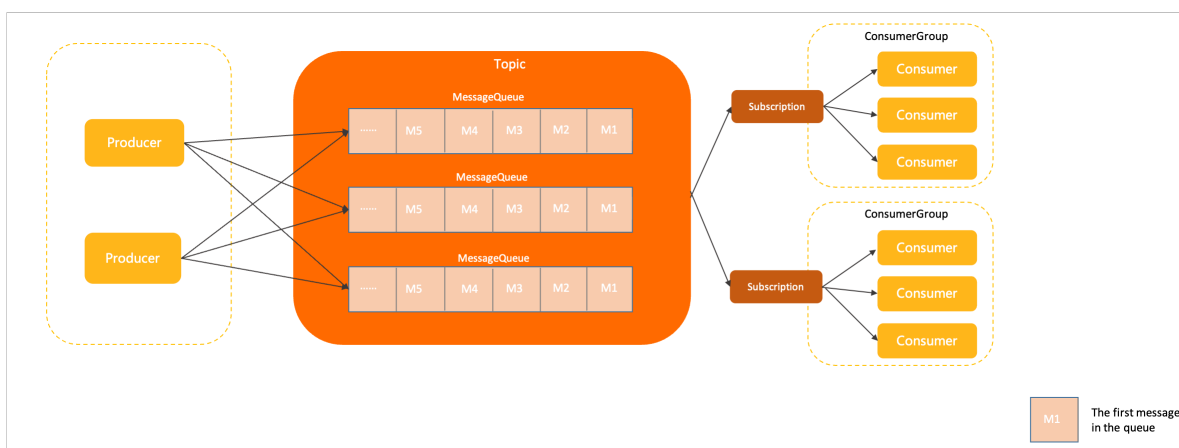 Producer
Producer
Topic
MessageQueue
...... M5 M4 M3 M2 M1
MessageQueue
...... M5 M4 M3 M2 M1
MessageQueue
...... M5 M4 M3 M2 M1
Subscription
ConsumerGroup
Consumer
Consumer
Consumer
Subscription
ConsumerGroup
Consumer
Consumer
Consumer
M1
The first message
in the queue